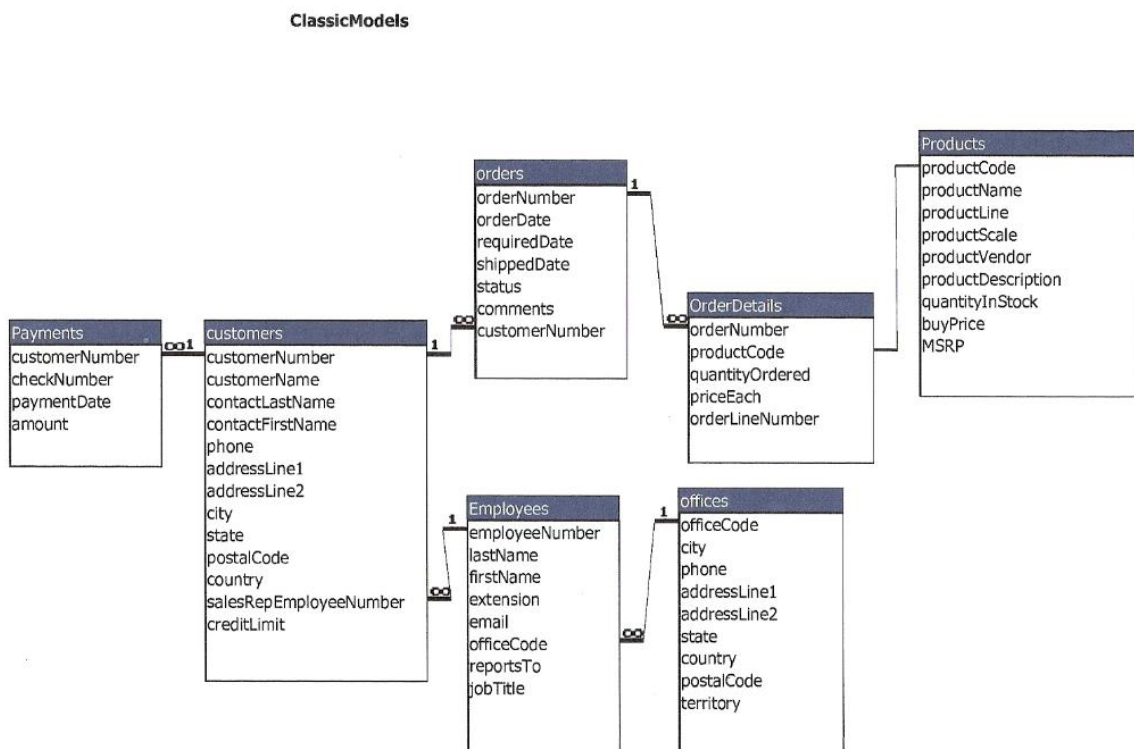 ClassicModels
Payments
customerNumber
checkNumber
paymentDate
amount
∞ 1
customers
customerNumber
customerName
contactLastName
contactFirstName
phone
addressLine1
addressLine2
city
state
postalCode
country
salesRepEmployeeNumber
creditLimit
1
∞
orders
orderNumber
orderDate
requiredDate
shippedDate
status
comments
customerNumber
1
∞
OrderDetails
orderNumber
productCode
quantityOrdered
priceEach
orderLineNumber
Products
productCode
productName
productLine
productScale
productVendor
productDescription
quantityInStock
buyPrice
MSRP
1
∞
Employees
employeeNumber
lastName
firstName
extension
email
officeCode
reportsTo
jobTitle
1
∞
offices
officeCode
city
phone
addressLine1
addressLine2
state
country
postalCode
territory